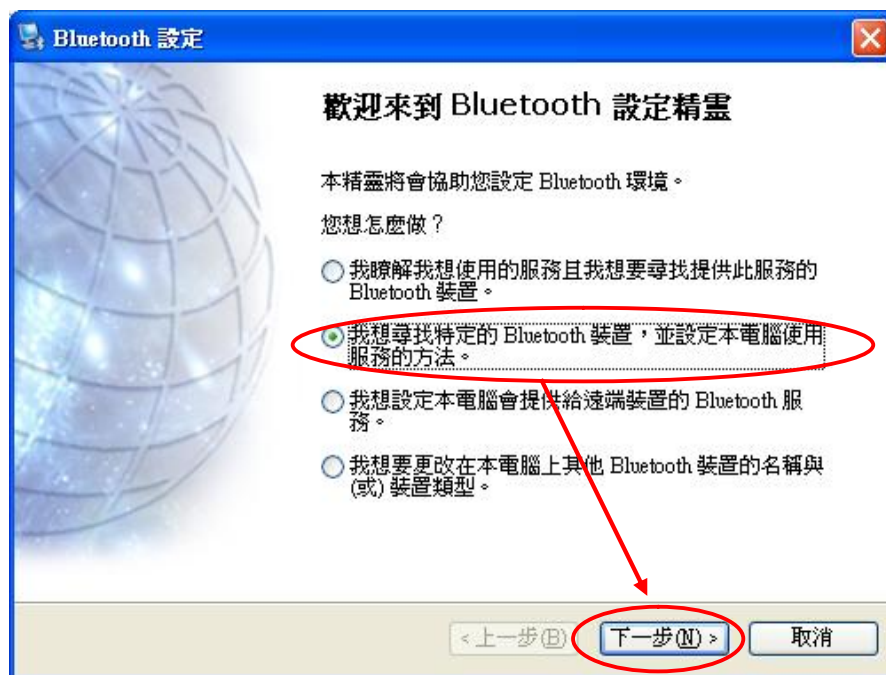 Bluetooth 設定
歡迎來到 Bluetooth 設定精靈
本精靈將會協助您設定 Bluetooth 環境。
您想怎麼做？
我瞭解我想使用的服務且我想要尋找提供此服務的
Bluetooth 裝置。
我想尋找特定的 Bluetooth 裝置，並設定本電腦使用
服務的方法。
我想設定本電腦會提供給遠端裝置的 Bluetooth 服
務。
我想要更改在本電腦上其他 Bluetooth 裝置的名稱與
(或) 裝置類型。
<上一步(B) 下一步(N)> 取消